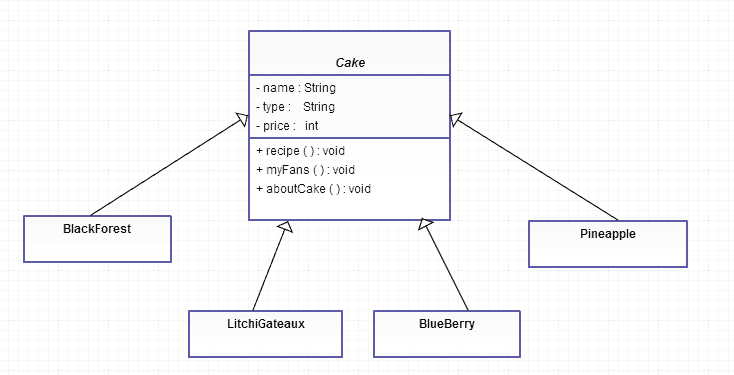 Cake
- name : String
- type : String
- price : int
+ recipe ( ) : void
+ myFans ( ) : void
+ aboutCake ( ) : void
BlackForest
Pineapple
LitchiGateaux
BlueBerry